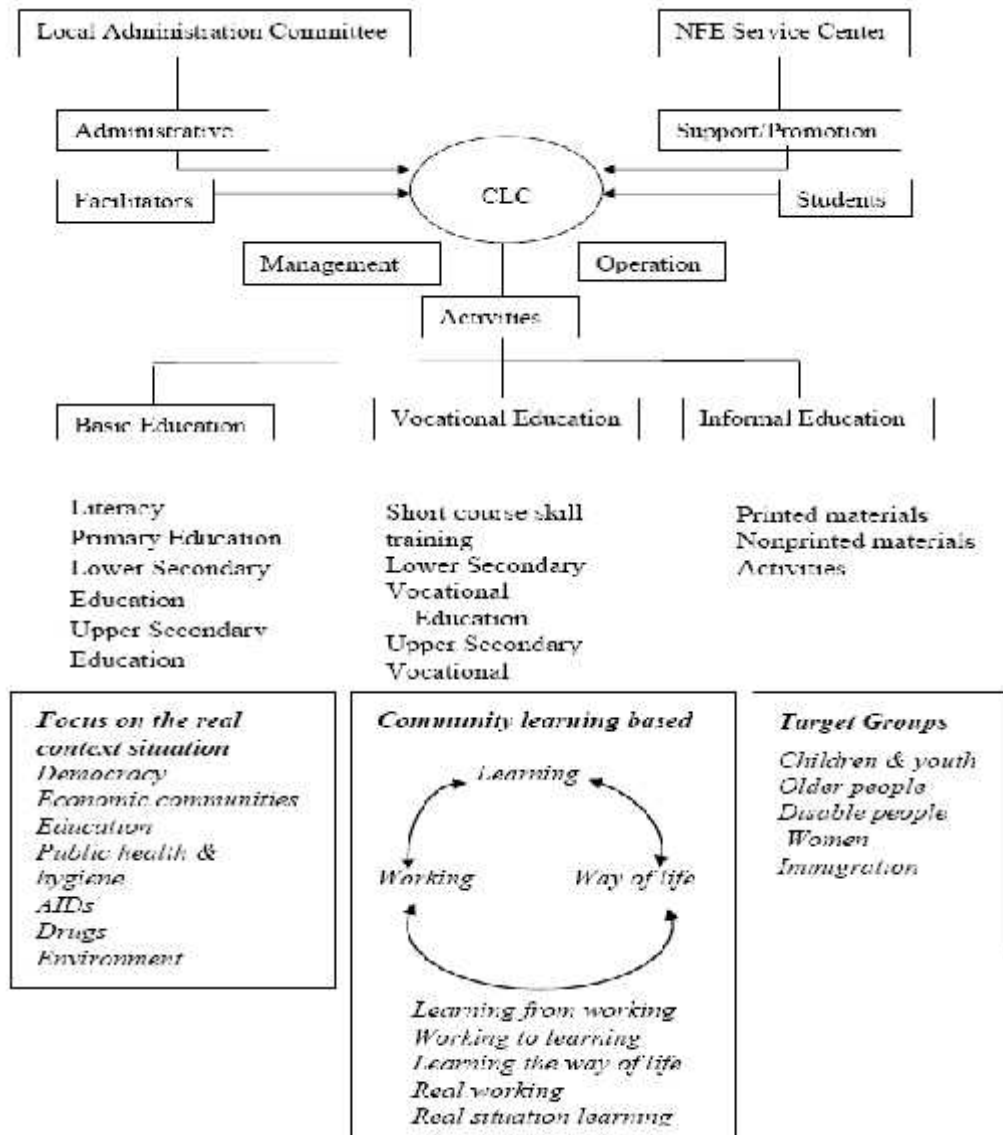 Local Administration Committee
NFE Service Center
Administrative
Support/Promotion
Facilitators
CLC
Students
Management
Operation
Activities
Basic Education
Vocational Education
Informal Education
Literacy
Primary Education
Lower Secondary
Education
Upper Secondary
Education
Short course skill
training
Lower Secondary
Vocational
Education
Upper Secondary
Vocational
Printed materials
Nonprinted materials
Activities
Focus on the real
context situation
Democracy
Economic communities
Education
Public health &
hygiene
AIDs
Drugs
Environment
Community learning based
Learning
Working
Way of life
Learning from working
Working to learning
Learning the way of life
Real working
Real situation learning
Target Groups
Children & youth
Older people
Disable people
Women
Immigration